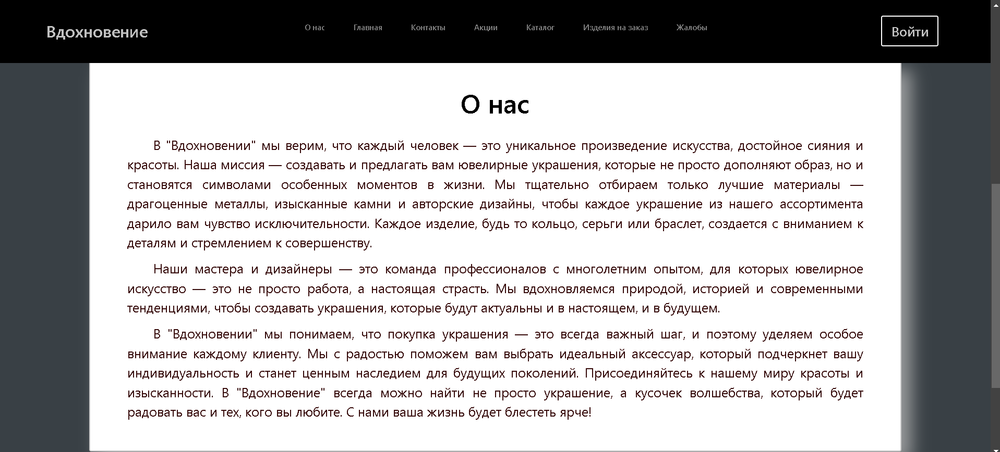 Вдохновение
О нас
Главная
Контакты
Акции
Каталог
Изделия на заказ
Жалобы
Войти
О нас
В "Вдохновении" мы верим, что каждый человек — это уникальное произведение искусства, достойное сияния и
красоты. Наша миссия — создавать и предлагать вам ювелирные украшения, которые не просто дополняют образ, но и
становятся символами особенных моментов в жизни. Мы тщательно отбираем только лучшие материалы —
драгоценные металлы, изысканные камни и авторские дизайны, чтобы каждое украшение из нашего ассортимента
дарило вам чувство исключительности. Каждое изделие, будь то кольцо, серьги или браслет, создается с вниманием к
деталям и стремлением к совершенству.
Наши мастера и дизайнеры — это команда профессионалов с многолетним опытом, для которых ювелирное
искусство — это не просто работа, а настоящая страсть. Мы вдохновляемся природой, историей и современными
тенденциями, чтобы создавать украшения, которые будут актуальны и в настоящем, и в будущем.
В "Вдохновении" мы понимаем, что покупка украшения — это всегда важный шаг, и поэтому уделяем особое
внимание каждому клиенту. Мы с радостью поможем вам выбрать идеальный аксессуар, который подчеркнет вашу
индивидуальность и станет ценным наследием для будущих поколений. Присоединяйтесь к нашему миру красоты и
изысканности. В "Вдохновение" всегда можно найти не просто украшение, а кусочек волшебства, который будет
радовать вас и тех, кого вы любите. С нами ваша жизнь будет блестеть ярче!